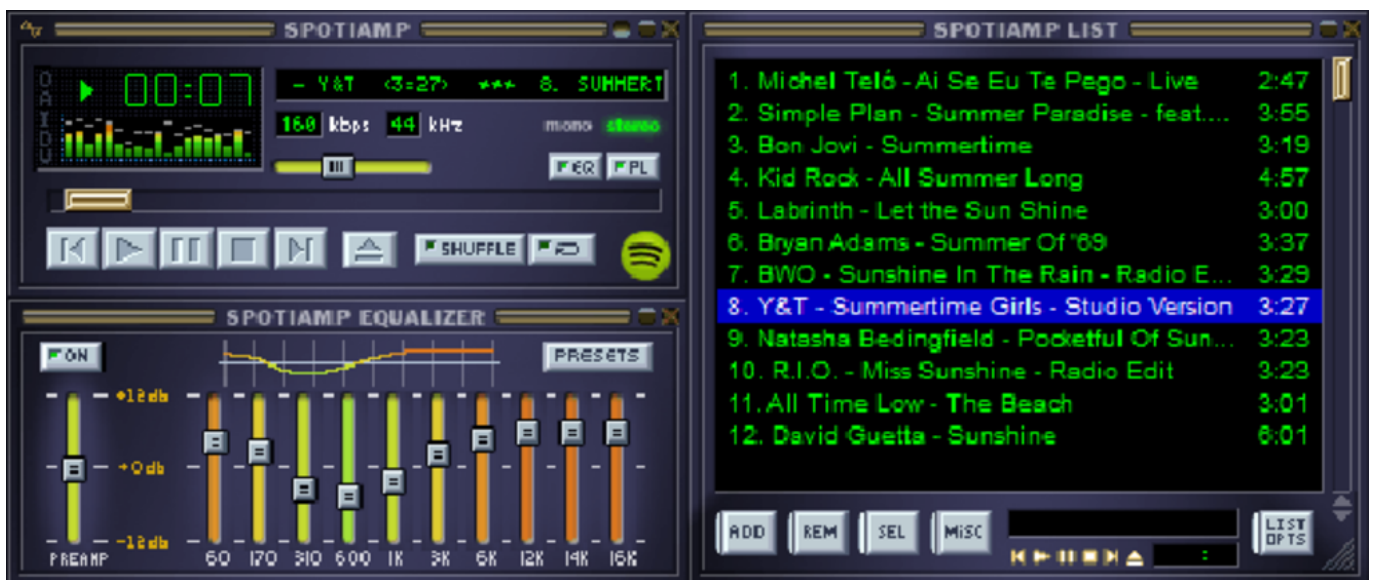 SPOTIAMP
OAIDU
00:07
- Y&T <3:27> *** 8. SUMMERT
160 kbps 44 kHz
mono stereo
EQ PL
SHUFFLE
SPOTIAMP EQUALIZER
ON
PRESETS
+12db
+0db
-12db
PREAMP 60 170 310 600 1K 3K 6K 12K 14K 16K
SPOTIAMP LIST
1. Michel Teló - Ai Se Eu Te Pego - Live 2:47
2. Simple Plan - Summer Paradise - feat.... 3:55
3. Bon Jovi - Summertime 3:19
4. Kid Rock - All Summer Long 4:57
5. Labrinth - Let the Sun Shine 3:00
6. Bryan Adams - Summer Of '69 3:37
7. BWO - Sunshine In The Rain - Radio E... 3:29
8. Y&T - Summertime Girls - Studio Version 3:27
9. Natasha Bedingfield - Pocketful Of Sun... 3:23
10. R.I.O. - Miss Sunshine - Radio Edit 3:23
11. All Time Low - The Beach 3:01
12. David Guetta - Sunshine 6:01
ADD REM SEL MISC
:
LIST
OPTS